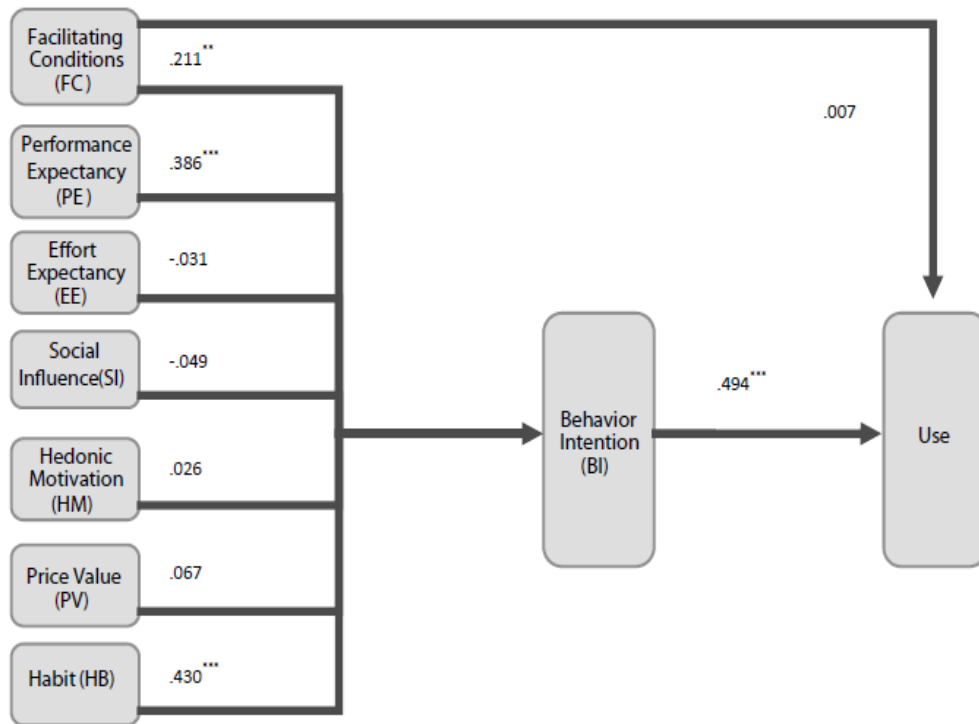 Facilitating
Conditions
(FC)
.211**
.007
Performance
Expectancy
(PE)
.386***
Effort
Expectancy
(EE)
-.031
Social
Influence(SI)
-.049
Hedonic
Motivation
(HM)
.026
Price Value
(PV)
.067
Habit (HB)
.430***
Behavior
Intention
(BI)
.494***
Use